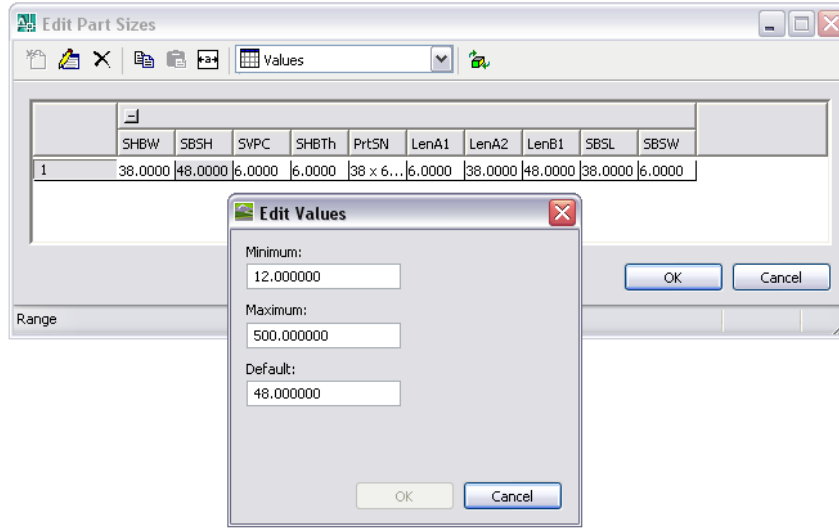 Edit Part Sizes
Values
SHBW SBSH SVPC SHBTh PrtSN LenA1 LenA2 LenB1 SBSL SBSW
1 38.0000 48.0000 6.0000 6.0000 38 x 6... 6.0000 38.0000 48.0000 38.0000 6.0000
Edit Values
Minimum:
12.000000
Maximum:
500.000000
Default:
48.000000
OK Cancel
OK Cancel
Range